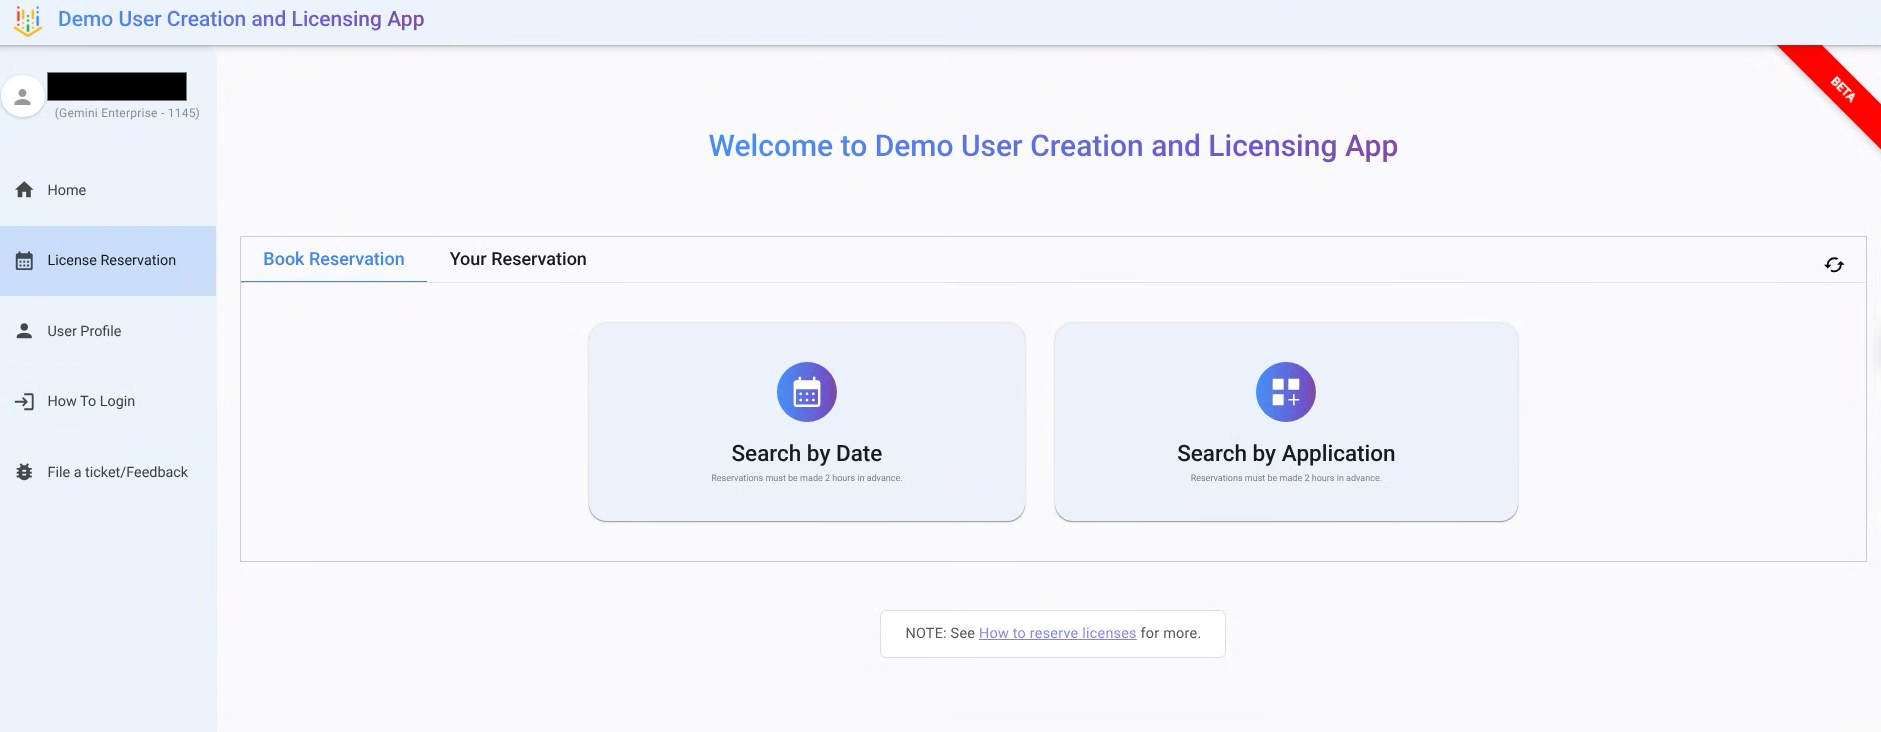 Demo User Creation and Licensing App
(Gemini Enterprise - 1145)
Home
License Reservation
User Profile
How To Login
File a ticket/Feedback
BETA
Welcome to Demo User Creation and Licensing App
Book Reservation
Your Reservation
Search by Date
Reservations must be made 2 hours in advance.
Search by Application
Reservations must be made 2 hours in advance.
NOTE: See How to reserve licenses for more.